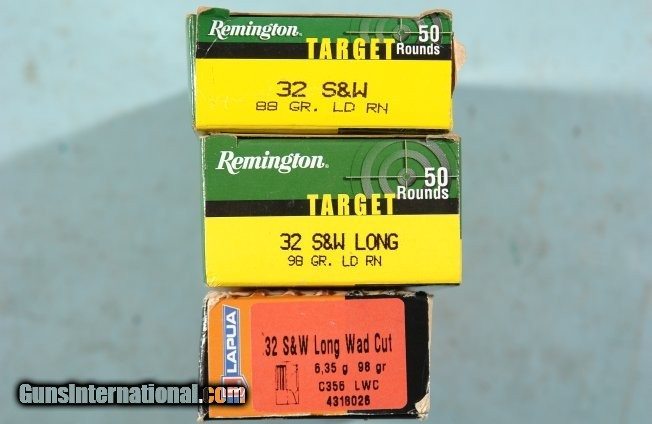 Remington.
50
TARGET Rounds
32 S&W
88 GR. LD RN
Remington.
50
Rounds
TARGET
32 S&W LONG
98 GR. LD RN
LAPUA
.32 S&W Long Wad Cut
6,35 g 98 gr
C356 LWC
4318026
GunsInternational.com